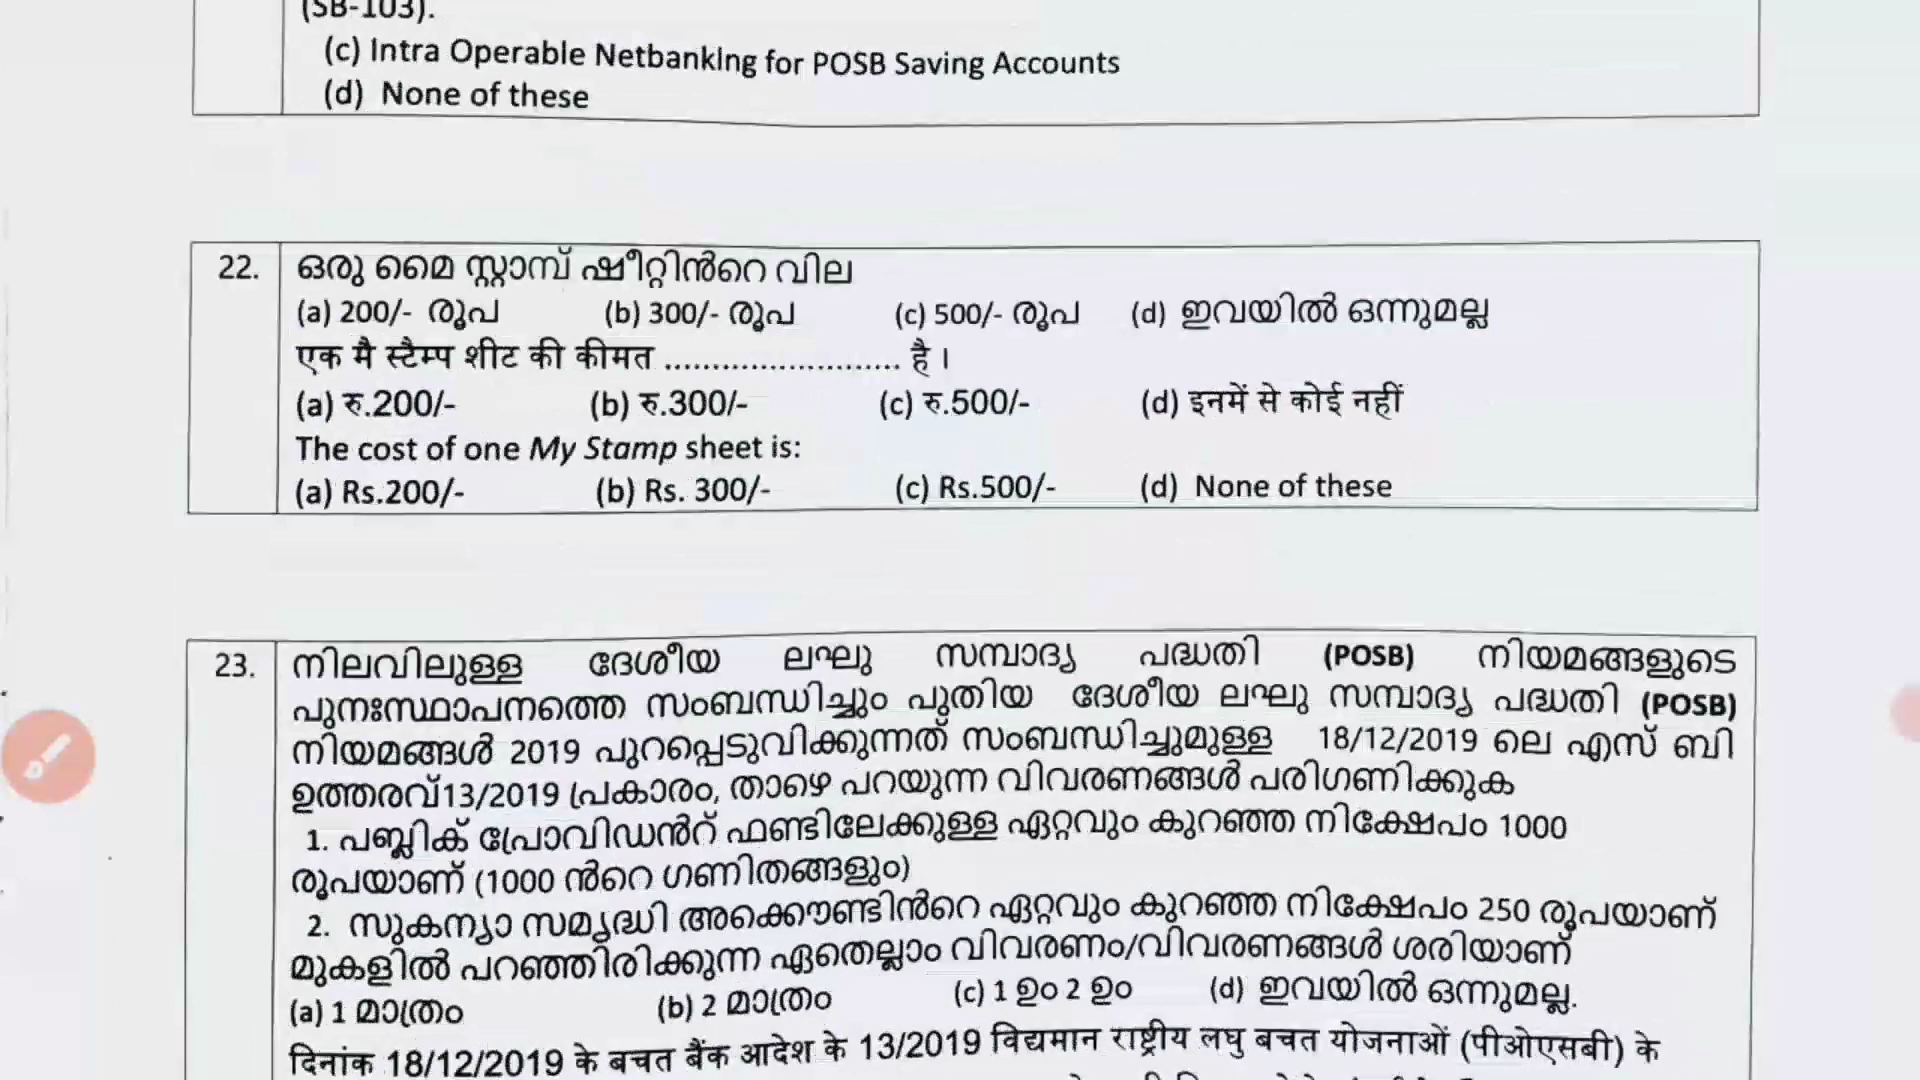 (SB-103).
(c) Intra Operable Netbanking for POSB Saving Accounts
(d) None of these
22. ഒരു മൈ സ്റ്റാമ്പ് ഷീറ്റിൻറെ വില
(a) 200/- രൂപ (b) 300/- രൂപ (c) 500/- രൂപ (d) ഇവയിൽ ഒന്നുമല്ല
एक मै स्टैम्प शीट की कीमत ......................... है ।
(a) रु.200/- (b) रु.300/- (c) रु.500/- (d) इनमें से कोई नहीं
The cost of one My Stamp sheet is:
(a) Rs.200/- (b) Rs. 300/- (c) Rs.500/- (d) None of these
23. നിലവിലുള്ള ദേശീയ ലഘു സമ്പാദ്യ പദ്ധതി (POSB) നിയമങ്ങളുടെ
പുനഃസ്ഥാപനത്തെ സംബന്ധിച്ചും പുതിയ ദേശീയ ലഘു സമ്പാദ്യ പദ്ധതി (POSB)
നിയമങ്ങൾ 2019 പുറപ്പെടുവിക്കുന്നത് സംബന്ധിച്ചുമുള്ള 18/12/2019 ലെ എസ് ബി
ഉത്തരവ്13/2019 പ്രകാരം, താഴെ പറയുന്ന വിവരണങ്ങൾ പരിഗണിക്കുക
1. പബ്ലിക് പ്രോവിഡൻറ് ഫണ്ടിലേക്കുള്ള ഏറ്റവും കുറഞ്ഞ നിക്ഷേപം 1000
രൂപയാണ് (1000 ൻറെ ഗണിതങ്ങളും)
2. സുകന്യാ സമൃദ്ധി അക്കൌണ്ടിൻറെ ഏറ്റവും കുറഞ്ഞ നിക്ഷേപം 250 രൂപയാണ്
മുകളിൽ പറഞ്ഞിരിക്കുന്ന ഏതെല്ലാം വിവരണം/വിവരണങ്ങൾ ശരിയാണ്
(a) 1 മാത്രം (b) 2 മാത്രം (c) 1 ഉം 2 ഉം (d) ഇവയിൽ ഒന്നുമല്ല.
दिनांक 18/12/2019 के बचत बैंक आदेश के 13/2019 विद्यमान राष्ट्रीय लघु बचत योजनाओं (पीओएसबी) के